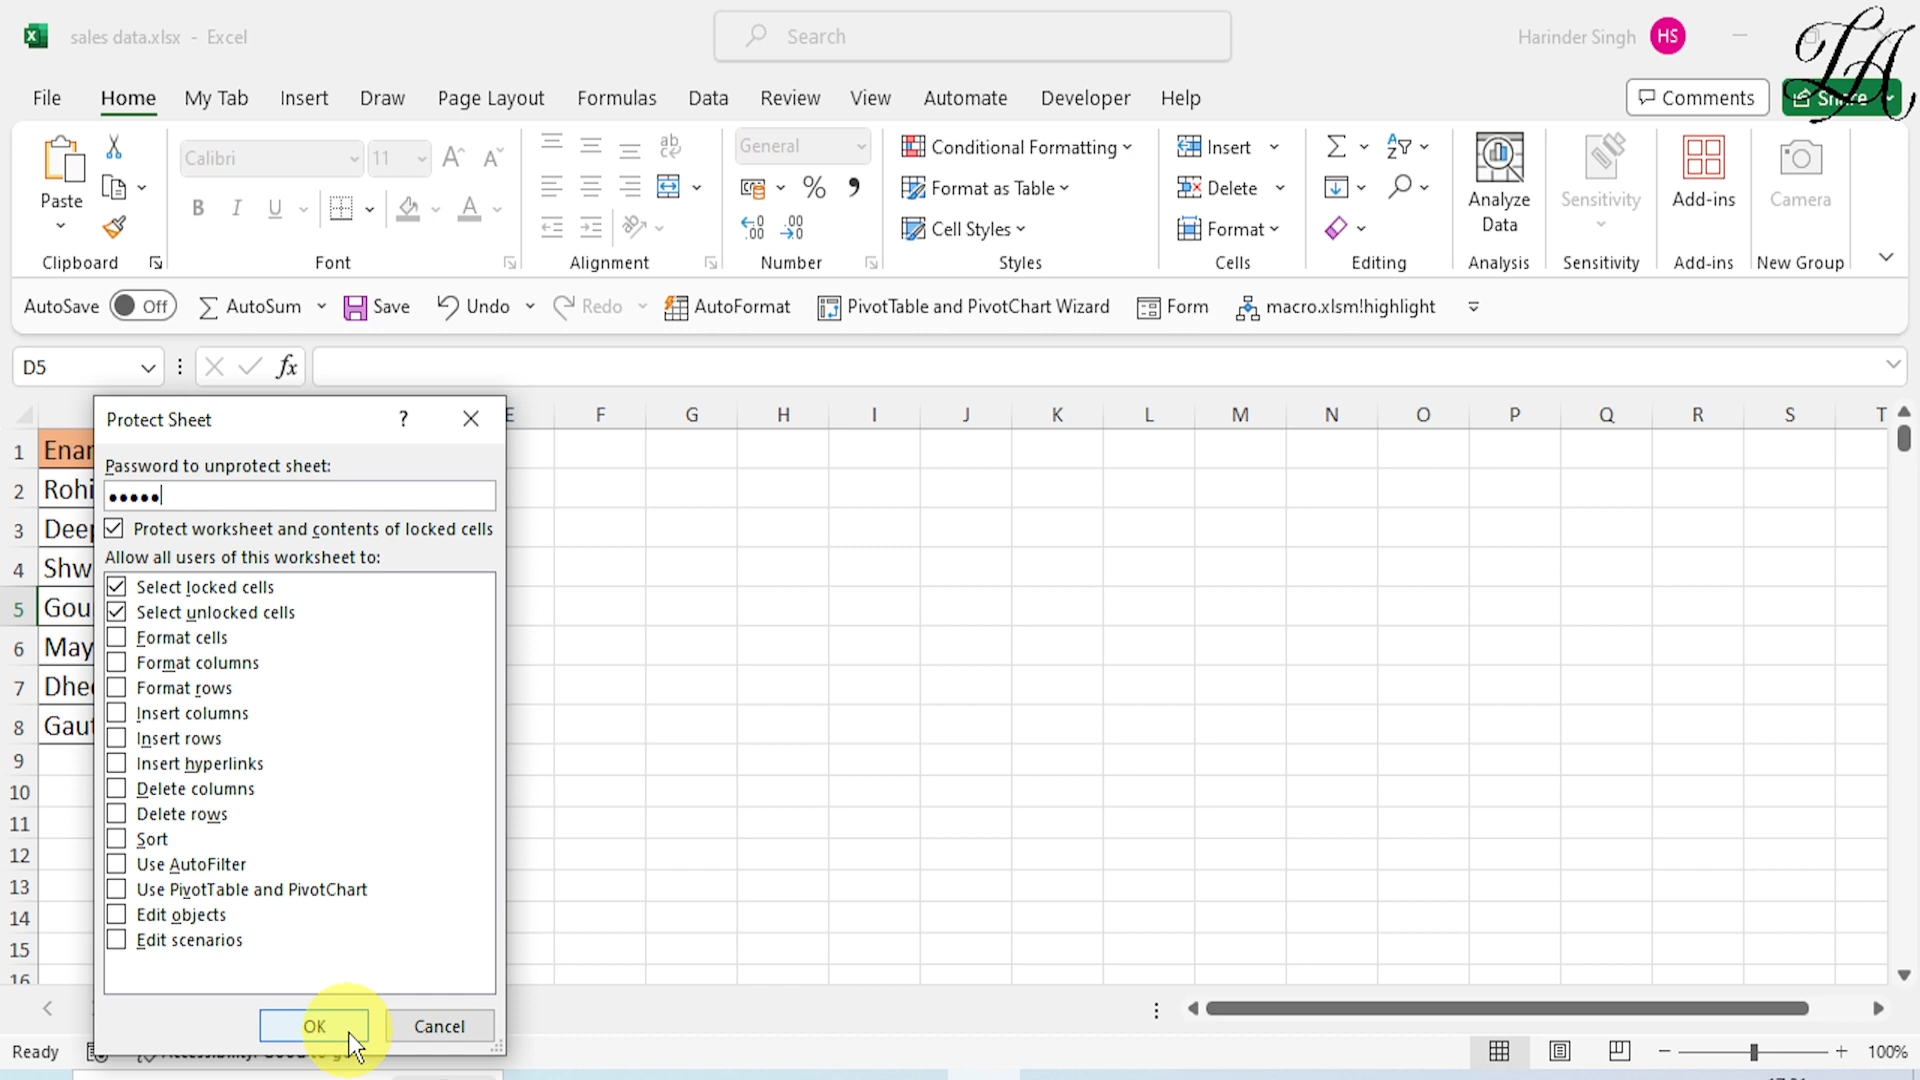 sales data.xlsx - Excel
Search
Harinder Singh HS
LA
File Home My Tab Insert Draw Page Layout Formulas Data Review View Automate Developer Help
Comments Share
Paste
Calibri 11
B I U
General
% ,
Conditional Formatting
Format as Table
Cell Styles
Insert
Delete
Format
Analyze Data
Sensitivity
Add-ins
Camera
Clipboard Font Alignment Number Styles Cells Editing Analysis Sensitivity Add-ins New Group
AutoSave Off AutoSum Save Undo Redo AutoFormat PivotTable and PivotChart Wizard Form macro.xlsm!highlight
D5 fx
E F G H I J K L M N O P Q R S T
1
2 Rohi
3
4 Shw
5 Gou
6 May
7
8
9
10
11
12
13
14
15
16
Protect Sheet ?
Password to unprotect sheet:
•••••
Protect worksheet and contents of locked cells
Allow all users of this worksheet to:
Select locked cells
Select unlocked cells
Format cells
Format columns
Format rows
Insert columns
Insert rows
Insert hyperlinks
Delete columns
Delete rows
Sort
Use AutoFilter
Use PivotTable and PivotChart
Edit objects
Edit scenarios
OK Cancel
Ready
100%